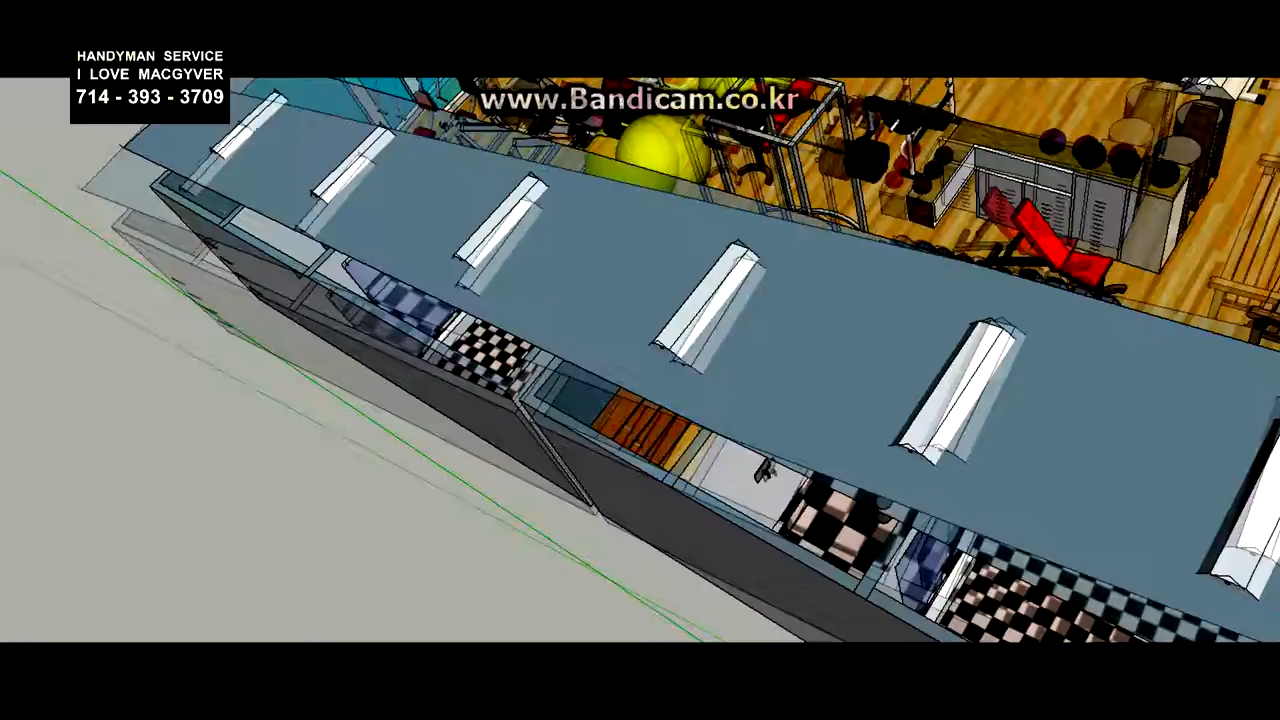 HANDYMAN SERVICE
I LOVE MACGYVER
714 - 393 - 3709
www.Bandicam.co.kr